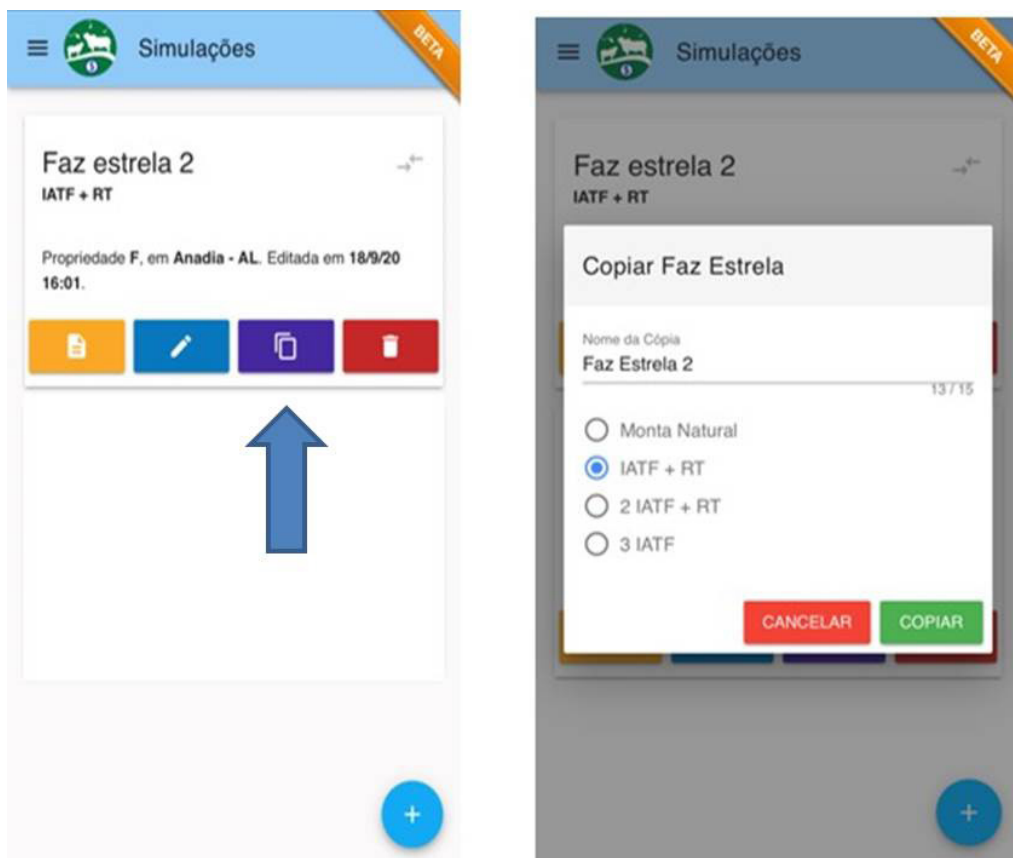 Simulações
BETA
Faz estrela 2
IATF + RT
Propriedade F, em Anadia - AL. Editada em 18/9/20
16:01.
Simulações
BETA
Faz estrela 2
IATF + RT
Copiar Faz Estrela
Nome da Cópia
Faz Estrela 2
13 / 15
Monta Natural
IATF + RT
2 IATF + RT
3 IATF
CANCELAR
COPIAR